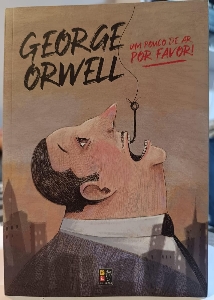 GEORGE
ORWELL
UM POUCO DE AR,
POR FAVOR!